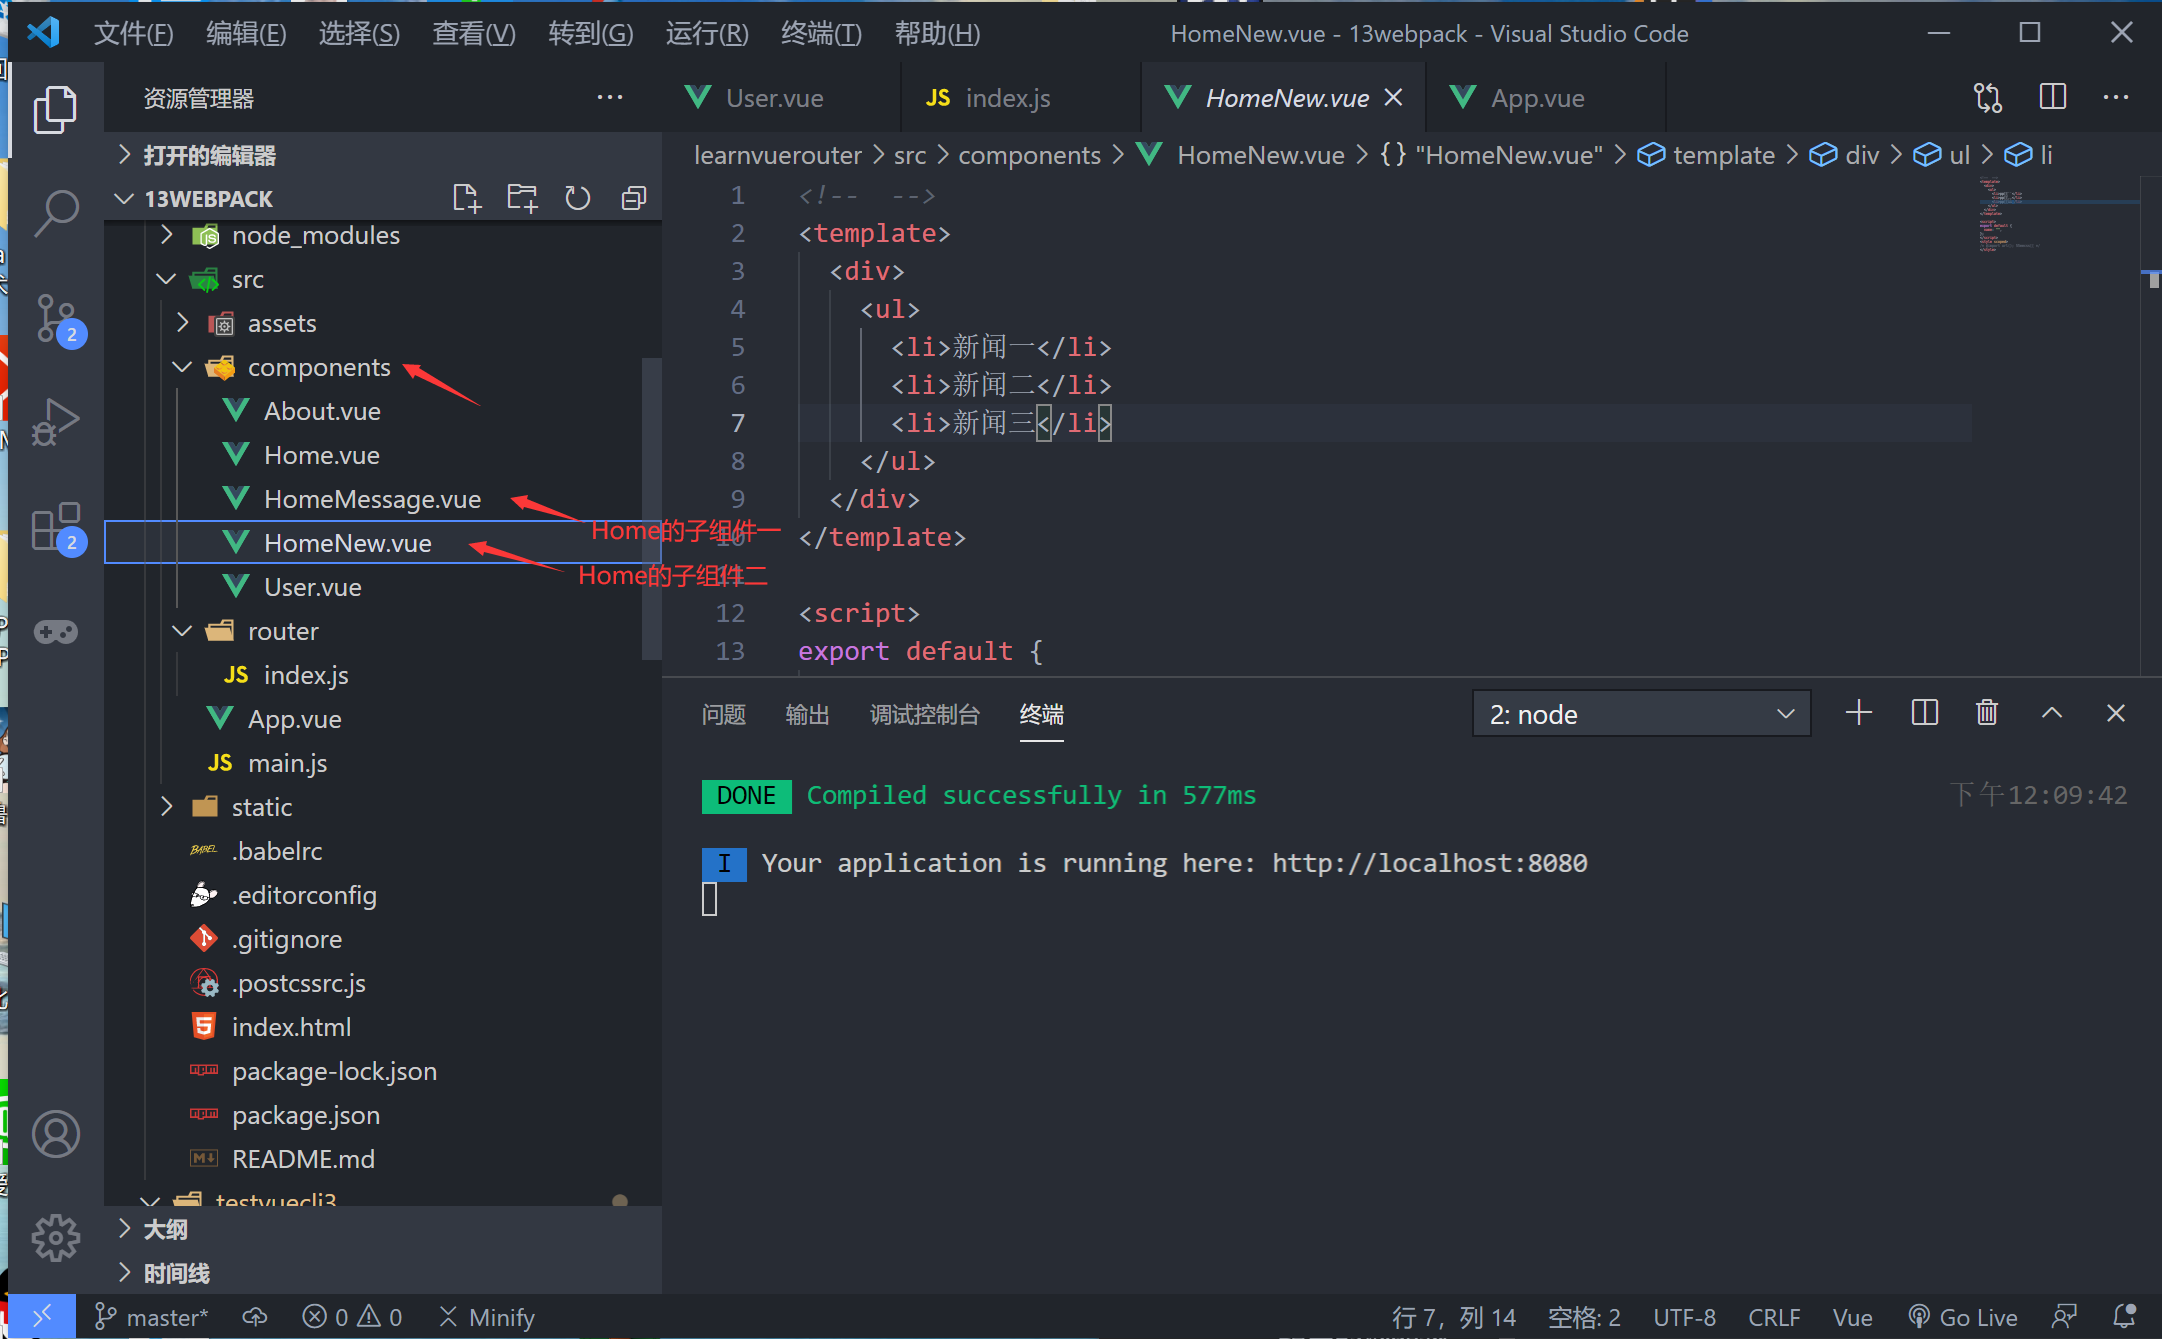 文件(F) 编辑(E) 选择(S) 查看(V) 转到(G) 运行(R) 终端(T) 帮助(H) HomeNew.vue - 13webpack - Visual Studio Code
资源管理器
打开的编辑器
13WEBPACK
node_modules
src
assets
components
About.vue
Home.vue
HomeMessage.vue
Home的子组件一
HomeNew.vue
Home的子组件二
User.vue
router
JS index.js
App.vue
JS main.js
static
BABEL .babelrc
.editorconfig
.gitignore
.postcssrc.js
index.html
package-lock.json
package.json
README.md
testvuecli3
大纲
时间线
2
2
User.vue JS index.js HomeNew.vue App.vue
learnvuerouter > src > components > HomeNew.vue > {} "HomeNew.vue" > template > div > ul > li
1 <!--  -->
2 <template>
3 <div>
4 <ul>
5 <li>新闻一</li>
6 <li>新闻二</li>
7 <li>新闻三</li>
8 </ul>
9 </div>
10 </template>
11
12 <script>
13 export default {
问题 输出 调试控制台 终端 2: node
DONE Compiled successfully in 577ms 下午12:09:42
I Your application is running here: http://localhost:8080
master* 0 0 Minify 行 7，列 14 空格: 2 UTF-8 CRLF Vue Go Live